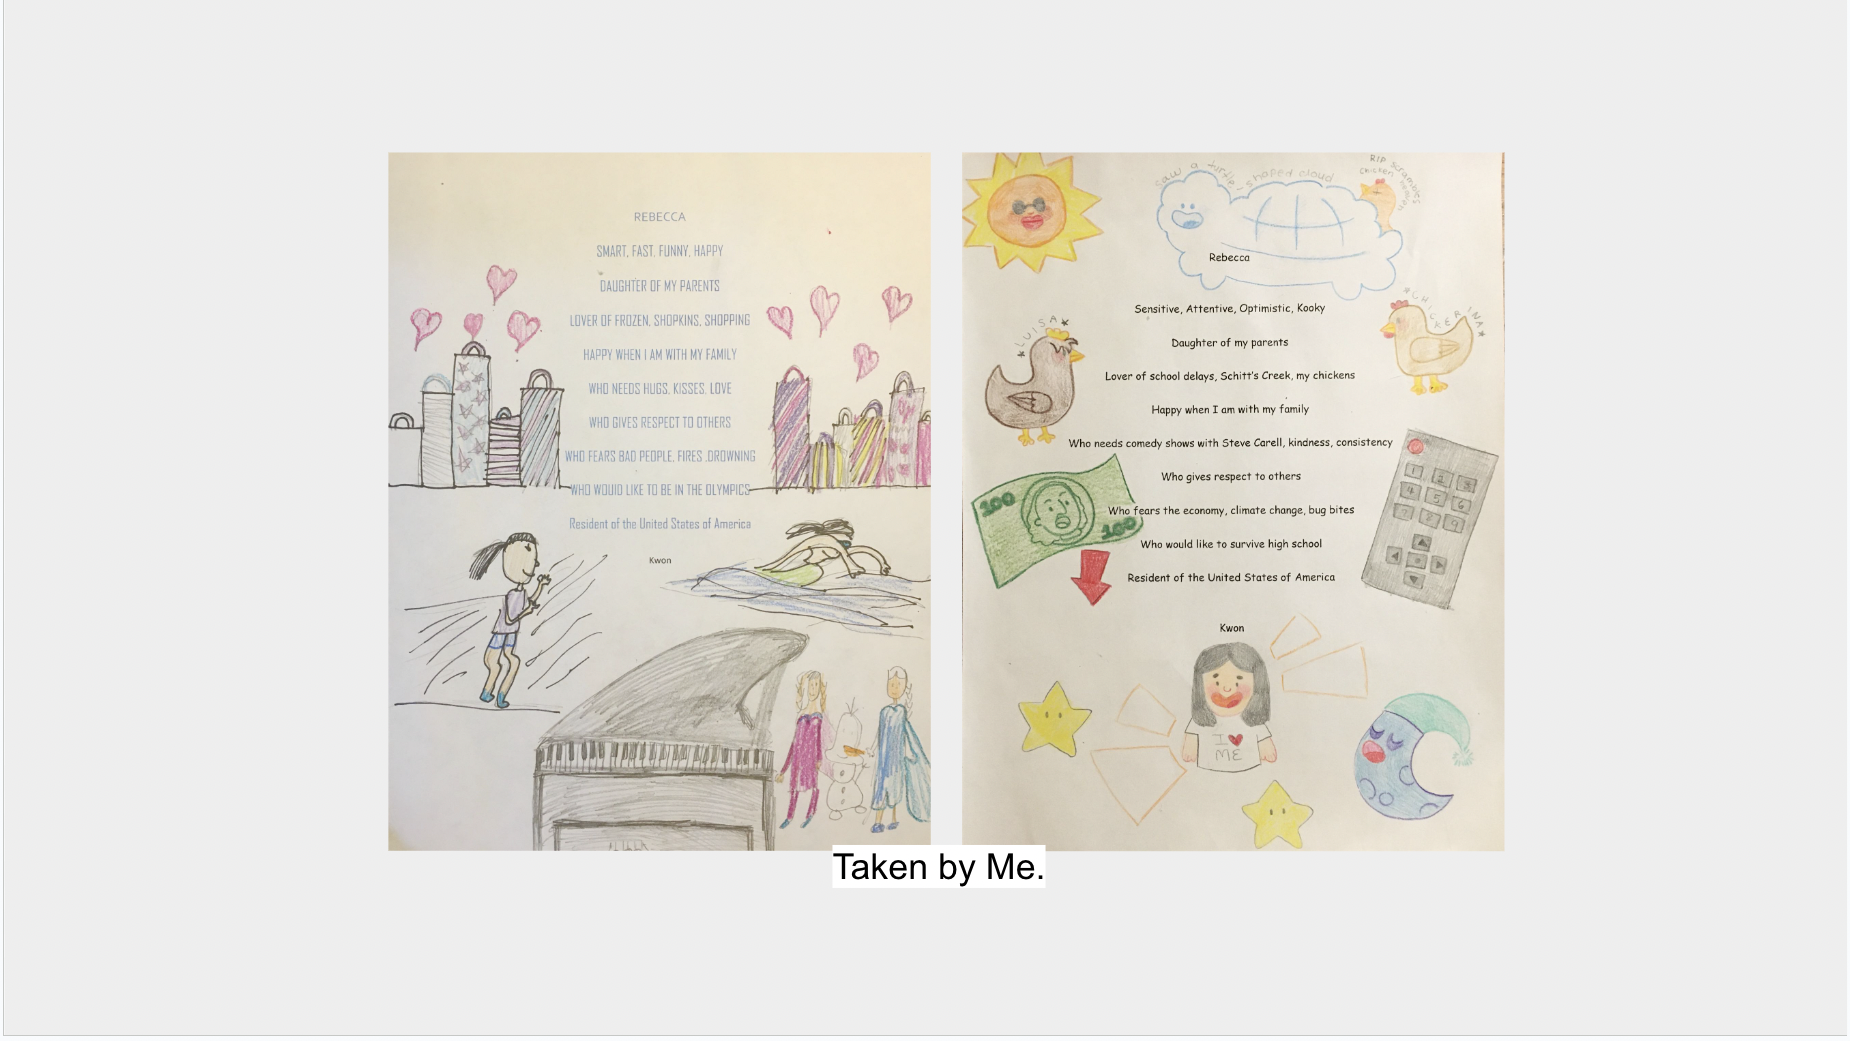 REBECCA
SMART, FAST, FUNNY, HAPPY
DAUGHTER OF MY PARENTS
LOVER OF FROZEN, SHOPKINS, SHOPPING
HAPPY WHEN I AM WITH MY FAMILY
WHO NEEDS HUGS, KISSES, LOVE
WHO GIVES RESPECT TO OTHERS
WHO FEARS BAD PEOPLE, FIRES ,DROWNING
WHO WOULD LIKE TO BE IN THE OLYMPICS
Resident of the United States of America
Kwon
saw a turtle shaped cloud
RIP scrambles
chicken
Rebecca
Sensitive, Attentive, Optimistic, Kooky
*CHICKERINA*
*LUISA*
Daughter of my parents
Lover of school delays, Schitt's Creek, my chickens
Happy when I am with my family
Who needs comedy shows with Steve Carell, kindness, consistency
Who gives respect to others
100
100
Who fears the economy, climate change, bug bites
Who would like to survive high school
Resident of the United States of America
1 2 3
4 5 6
7 8 9
Kwon
I ♥
ME
Taken by Me.